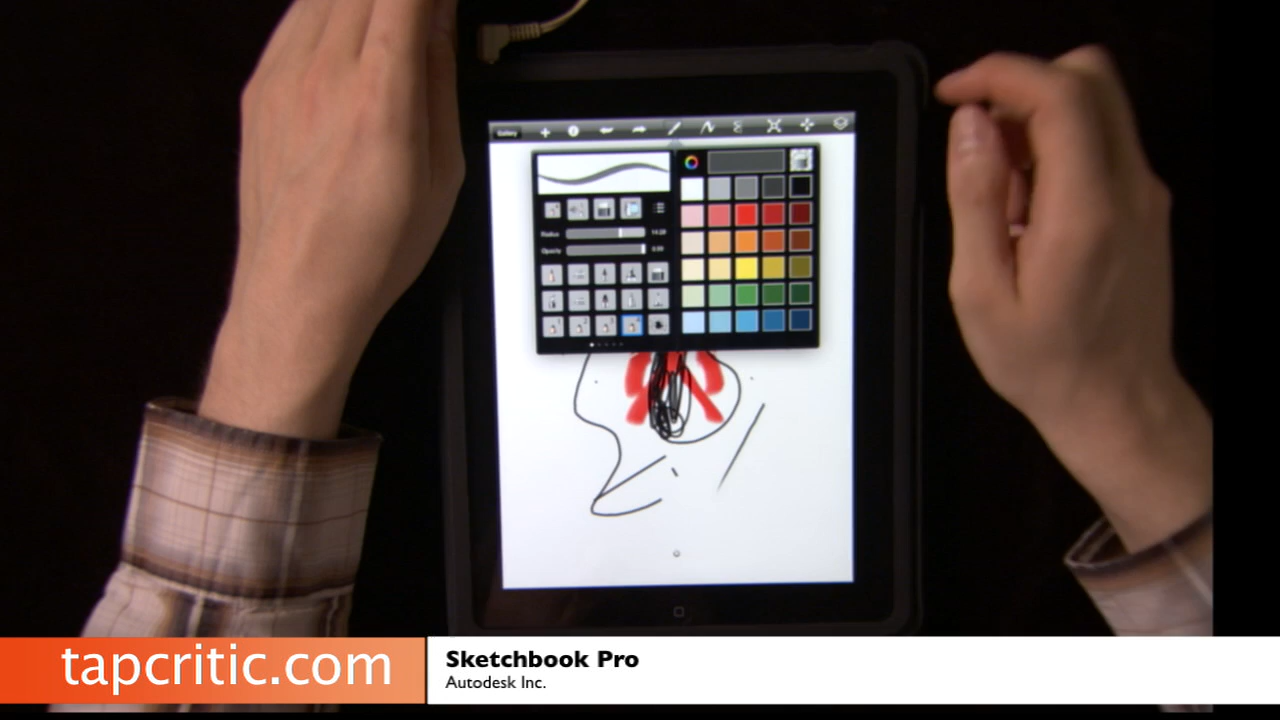 Gallery
Radius
Opacity
tapcritic.com
Sketchbook Pro
Autodesk Inc.